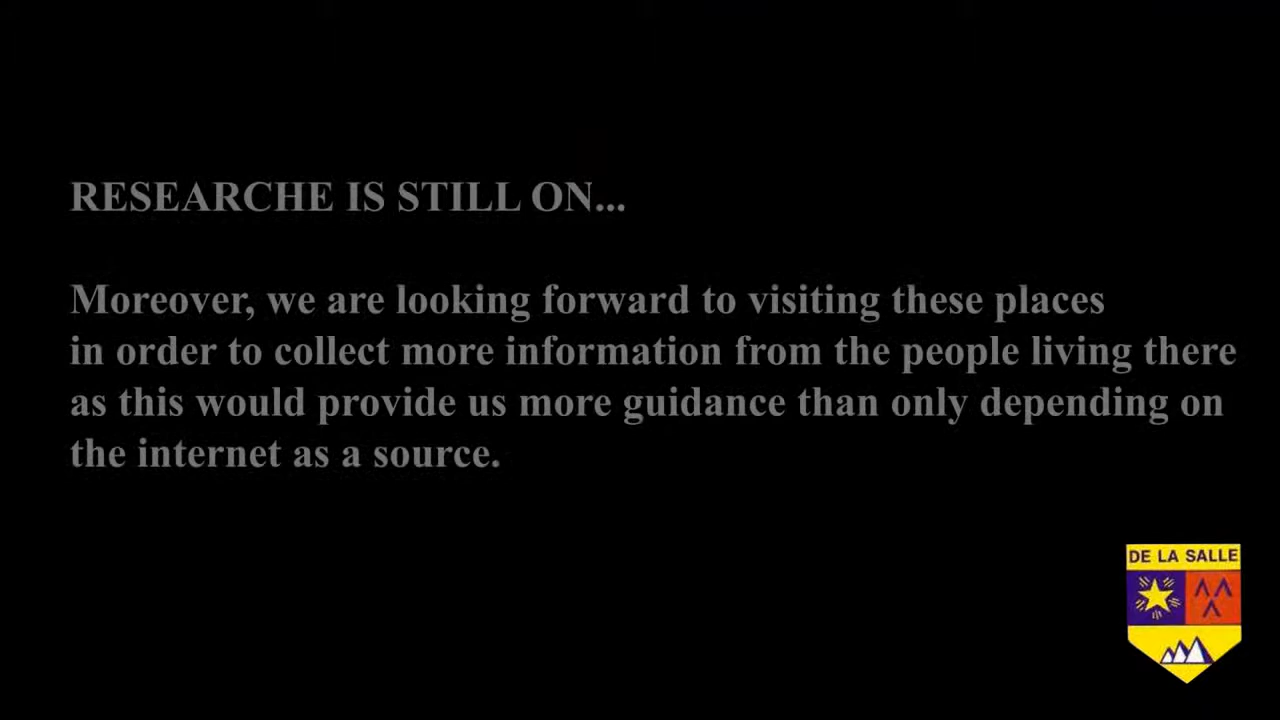 RESEARCHE IS STILL ON...
Moreover, we are looking forward to visiting these places
in order to collect more information from the people living there
as this would provide us more guidance than only depending on
the internet as a source.
DE LA SALLE